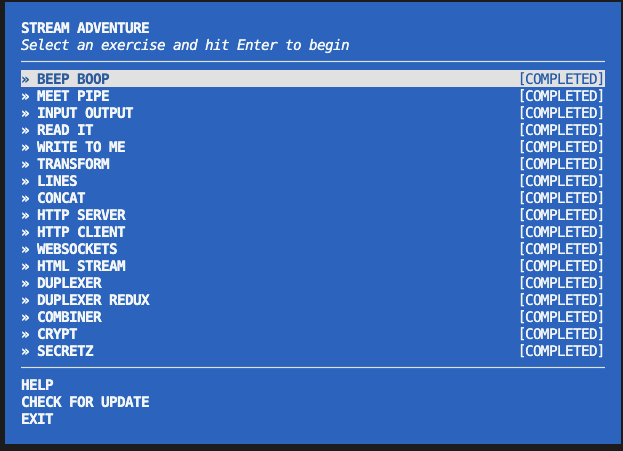 STREAM ADVENTURE
Select an exercise and hit Enter to begin
» BEEP BOOP [COMPLETED]
» MEET PIPE [COMPLETED]
» INPUT OUTPUT [COMPLETED]
» READ IT [COMPLETED]
» WRITE TO ME [COMPLETED]
» TRANSFORM [COMPLETED]
» LINES [COMPLETED]
» CONCAT [COMPLETED]
» HTTP SERVER [COMPLETED]
» HTTP CLIENT [COMPLETED]
» WEBSOCKETS [COMPLETED]
» HTML STREAM [COMPLETED]
» DUPLEXER [COMPLETED]
» DUPLEXER REDUX [COMPLETED]
» COMBINER [COMPLETED]
» CRYPT [COMPLETED]
» SECRETZ [COMPLETED]
HELP
CHECK FOR UPDATE
EXIT